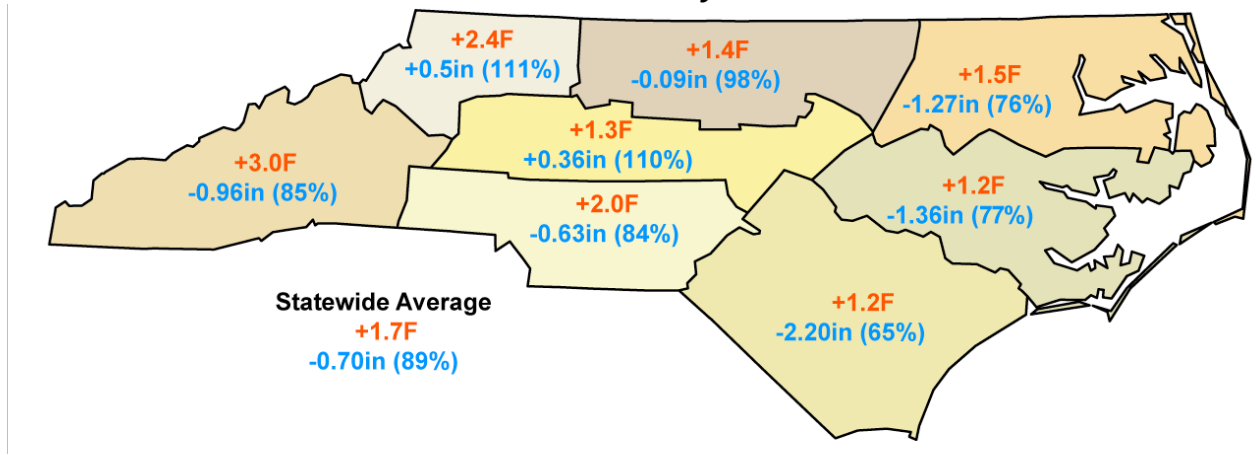 +2.4F
+0.5in (111%)
+1.4F
-0.09in (98%)
+1.5F
-1.27in (76%)
+1.3F
+0.36in (110%)
+3.0F
-0.96in (85%)
+2.0F
-0.63in (84%)
+1.2F
-1.36in (77%)
+1.2F
-2.20in (65%)
Statewide Average
+1.7F
-0.70in (89%)